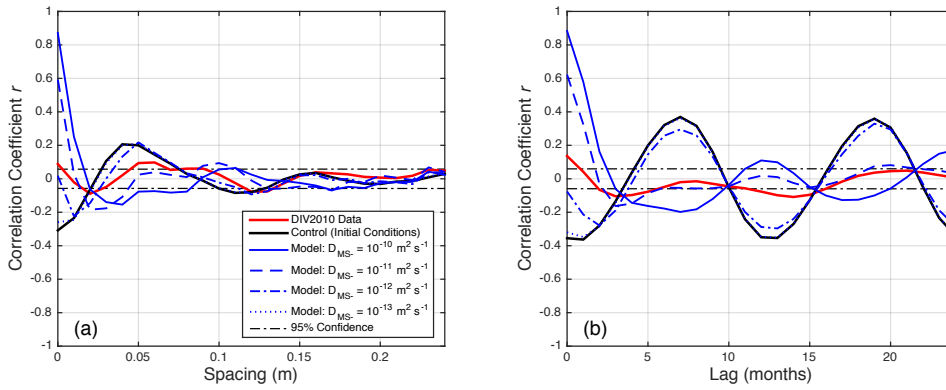 1
0.8
0.6
0.4
0.2
0
-0.2
-0.4
-0.6
-0.8
-1
Correlation Coefficient r
0
0.05
0.1
0.15
0.2
Spacing (m)
(a)
DIV2010 Data
Control (Initial Conditions)
Model: D_MS- = 10^-10 m^2 s^-1
Model: D_MS- = 10^-11 m^2 s^-1
Model: D_MS- = 10^-12 m^2 s^-1
Model: D_MS- = 10^-13 m^2 s^-1
95% Confidence
1
0.8
0.6
0.4
0.2
0
-0.2
-0.4
-0.6
-0.8
-1
Correlation Coefficient r
0
5
10
15
20
Lag (months)
(b)